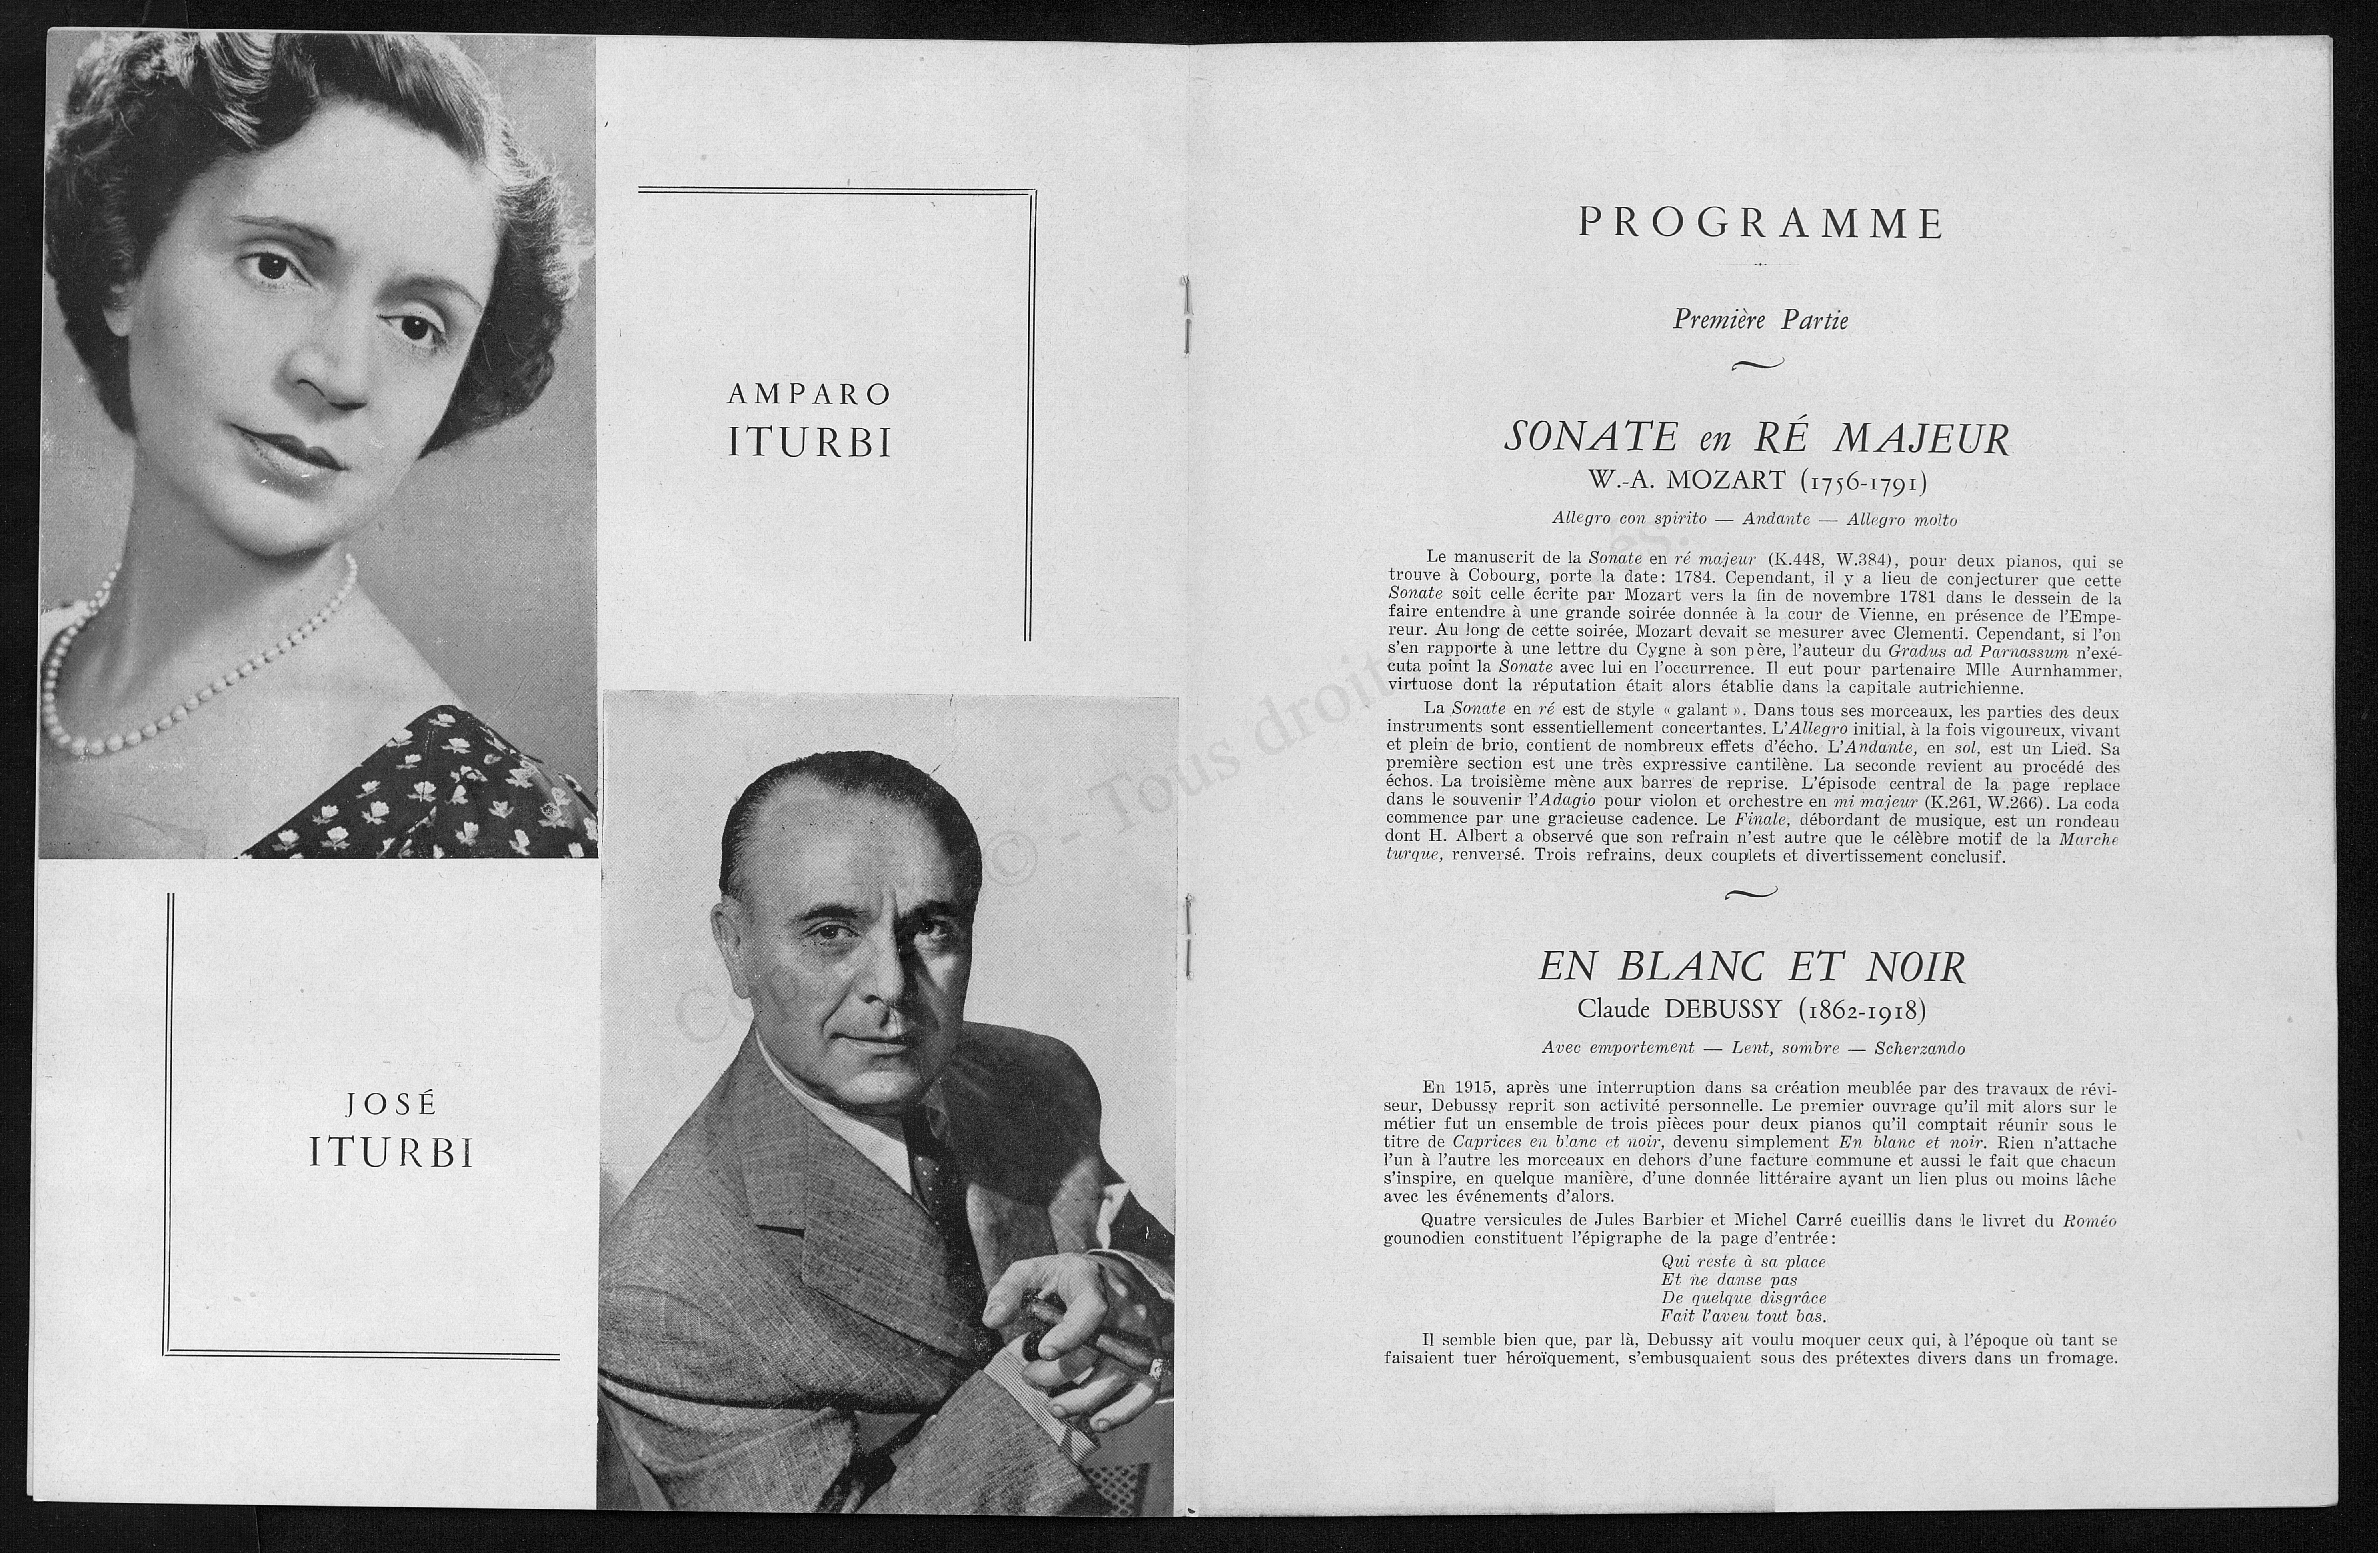 AMPARO
ITURBI
JOSÉ
ITURBI
PROGRAMME
Première Partie
SONATE en RÉ MAJEUR
W.-A. MOZART (1756-1791)
Allegro con spirito — Andante — Allegro molto
Le manuscrit de la Sonate en ré majeur (K.448, W.384), pour deux pianos, qui se
trouve à Cobourg, porte la date: 1784. Cependant, il y a lieu de conjecturer que cette
Sonate soit celle écrite par Mozart vers la fin de novembre 1781 dans le dessein de la
faire entendre à une grande soirée donnée à la cour de Vienne, en présence de l'Empe-
reur. Au long de cette soirée, Mozart devait se mesurer avec Clementi. Cependant, si l'on
s'en rapporte à une lettre du Cygne à son père, l'auteur du Gradus ad Parnassum n'exé-
cuta point la Sonate avec lui en l'occurrence. Il eut pour partenaire Mlle Aurnhammer,
virtuose dont la réputation était alors établie dans la capitale autrichienne.
La Sonate en ré est de style « galant ». Dans tous ses morceaux, les parties des deux
instruments sont essentiellement concertantes. L'Allegro initial, à la fois vigoureux, vivant
et plein de brio, contient de nombreux effets d'écho. L'Andante, en sol, est un Lied. Sa
première section est une très expressive cantilène. La seconde revient au procédé des
échos. La troisième mène aux barres de reprise. L'épisode central de la page replace
dans le souvenir l'Adagio pour violon et orchestre en mi majeur (K.261, W.266). La coda
commence par une gracieuse cadence. Le Finale, débordant de musique, est un rondeau
dont H. Albert a observé que son refrain n'est autre que le célèbre motif de la Marche
turque, renversé. Trois refrains, deux couplets et divertissement conclusif.
EN BLANC ET NOIR
Claude DEBUSSY (1862-1918)
Avec emportement — Lent, sombre — Scherzando
En 1915, après une interruption dans sa création meublée par des travaux de révi-
seur, Debussy reprit son activité personnelle. Le premier ouvrage qu'il mit alors sur le
métier fut un ensemble de trois pièces pour deux pianos qu'il comptait réunir sous le
titre de Caprices en blanc et noir, devenu simplement En blanc et noir. Rien n'attache
l'un à l'autre les morceaux en dehors d'une facture commune et aussi le fait que chacun
s'inspire, en quelque manière, d'une donnée littéraire ayant un lien plus ou moins lâche
avec les événements d'alors.
Quatre versicules de Jules Barbier et Michel Carré cueillis dans le livret du Roméo
gounodien constituent l'épigraphe de la page d'entrée:
Qui reste à sa place
Et ne danse pas
De quelque disgrâce
Fait l'aveu tout bas.
Il semble bien que, par là, Debussy ait voulu moquer ceux qui, à l'époque où tant se
faisaient tuer héroïquement, s'embusquaient sous des prétextes divers dans un fromage.
© - Tous droit